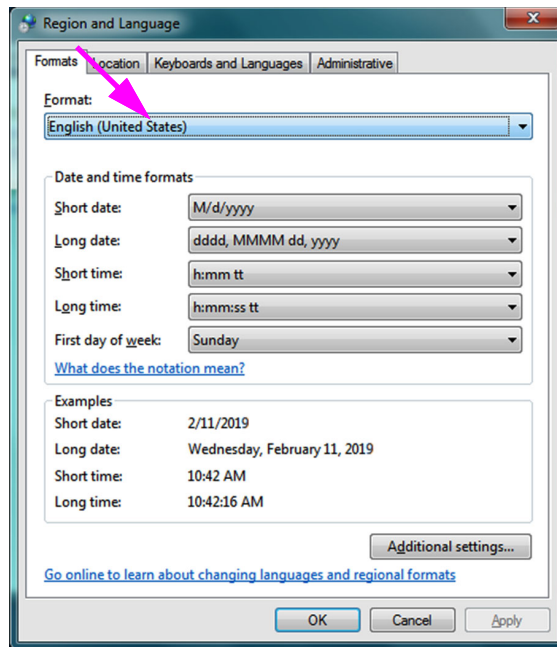 Region and Language
Formats Location Keyboards and Languages Administrative
Format:
English (United States)
Date and time formats
Short date: M/d/yyyy
Long date: dddd, MMMM dd, yyyy
Short time: h:mm tt
Long time: h:mm:ss tt
First day of week: Sunday
What does the notation mean?
Examples
Short date: 2/11/2019
Long date: Wednesday, February 11, 2019
Short time: 10:42 AM
Long time: 10:42:16 AM
Additional settings...
Go online to learn about changing languages and regional formats
OK Cancel Apply